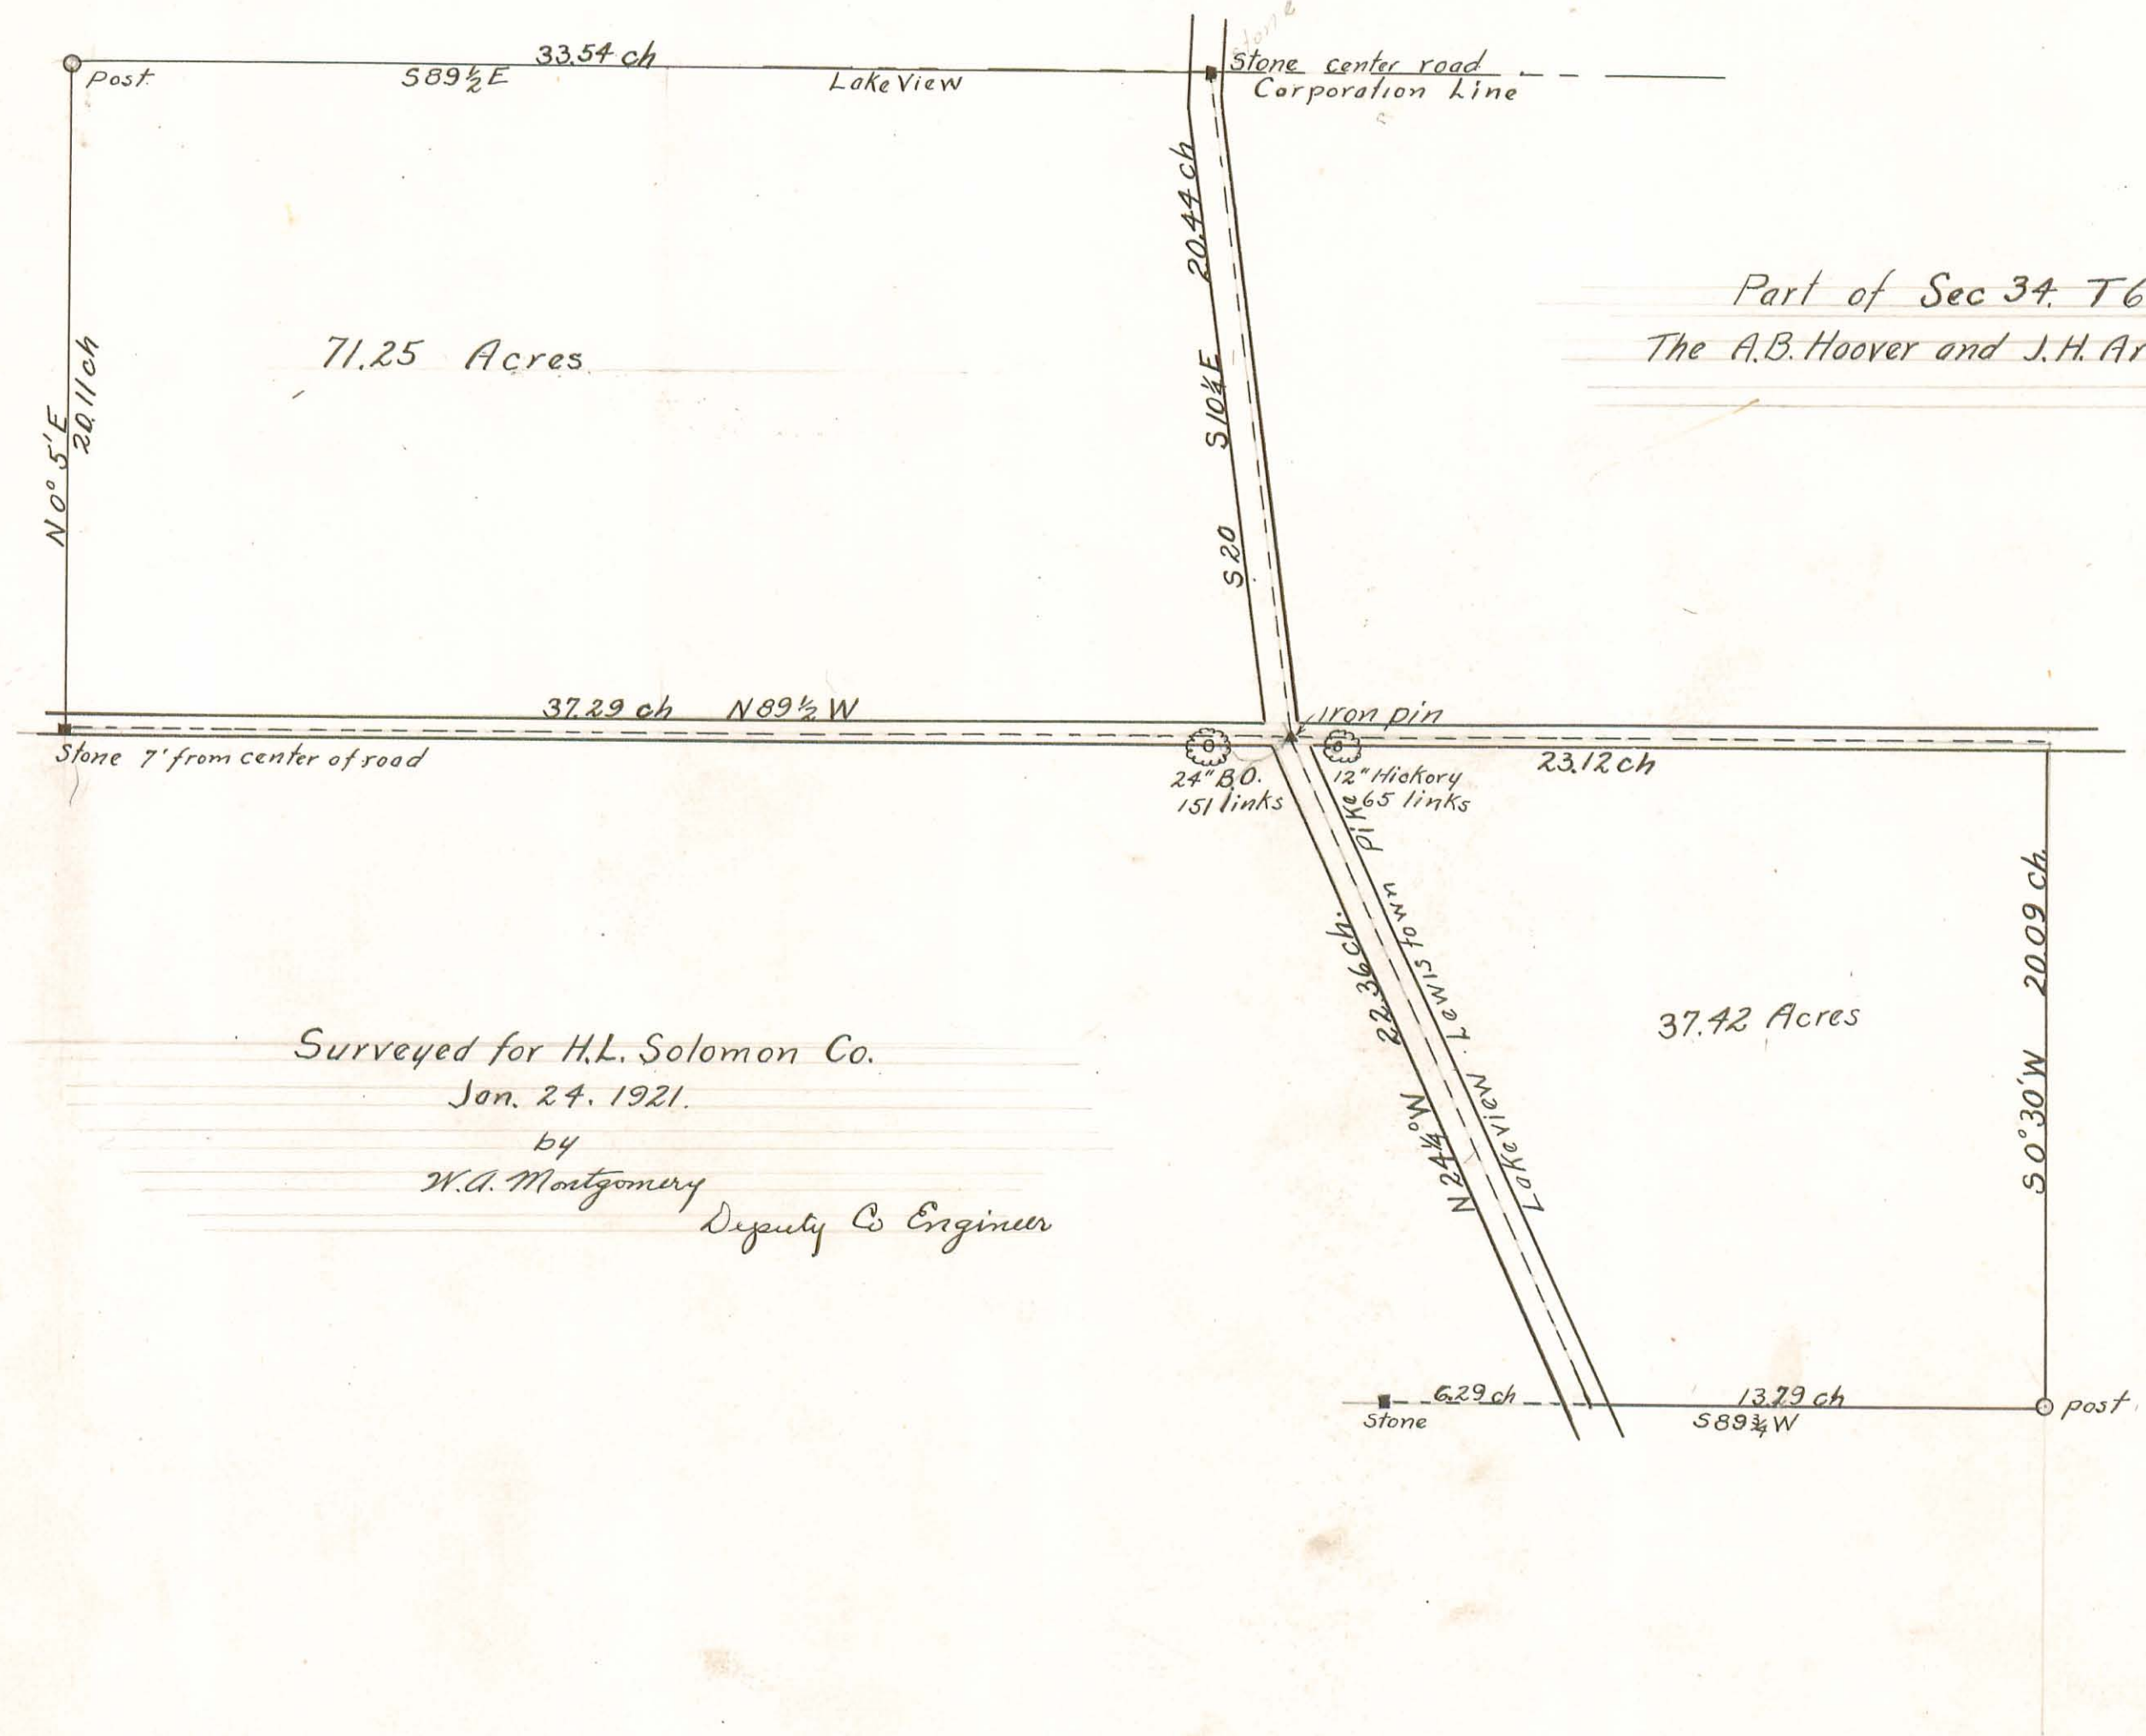 33.54 ch
Post.
S89½E
Lake View
Stone
Stone center road
Corporation Line
20.44 ch
S10¼E
S20
71.25 Acres
N0° 5' E
20.11 ch
Part of Sec 34. T6
The A.B. Hoover and J.H. Ar
37.29 ch N89½W
Stone 7' from center of road
Iron pin
24" B.O.
151 links
12" Hickory
65 links
23.12 ch
Lakeview Lewistown Pike
22.36 ch.
N24¼°W
37.42 Acres
S0°30'W 20.09 ch.
Surveyed for H.L. Solomon Co.
Jan. 24. 1921.
by
W.A. Montgomery
Deputy Co Engineer
6.29 ch
Stone
13.79 ch
S89¾W
post.